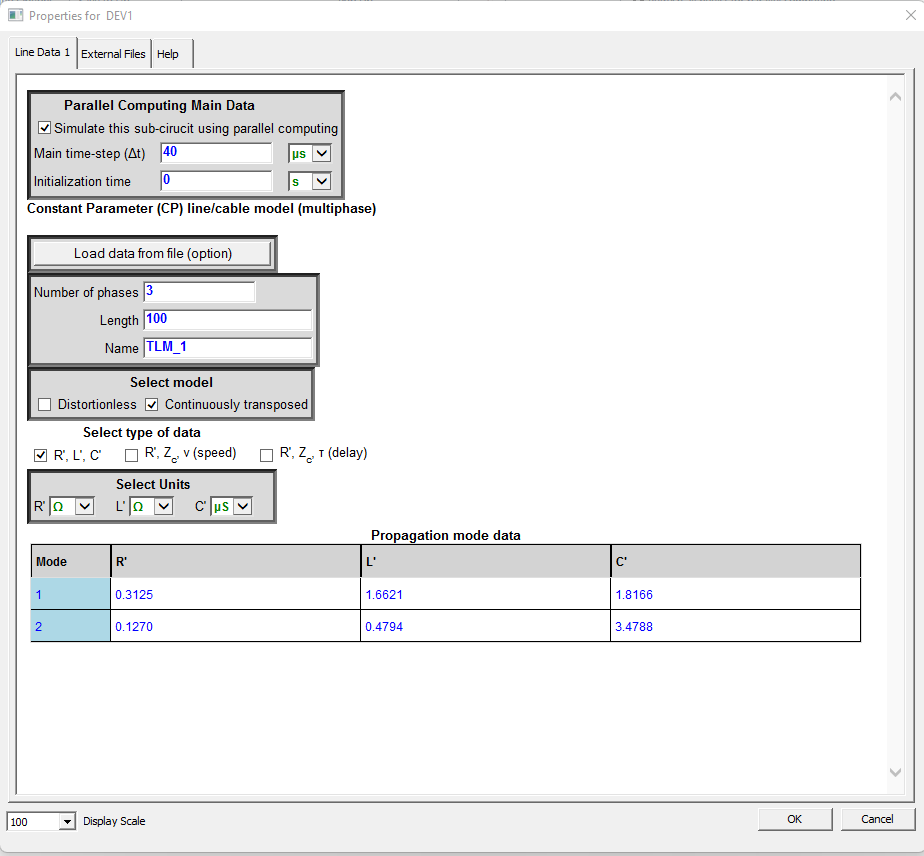 Properties for DEV1
Line Data 1 External Files Help
Parallel Computing Main Data
Simulate this sub-cirucit using parallel computing
Main time-step (Δt) 40 µs
Initialization time 0 s
Constant Parameter (CP) line/cable model (multiphase)
Load data from file (option)
Number of phases 3
Length 100
Name TLM_1
Select model
Distortionless Continuously transposed
Select type of data
R', L', C' R', Zc, v (speed) R', Zc, τ (delay)
Select Units
R' Ω L' Ω C' µS
Propagation mode data
Mode R' L' C'
1 0.3125 1.6621 1.8166
2 0.1270 0.4794 3.4788
100 Display Scale OK Cancel